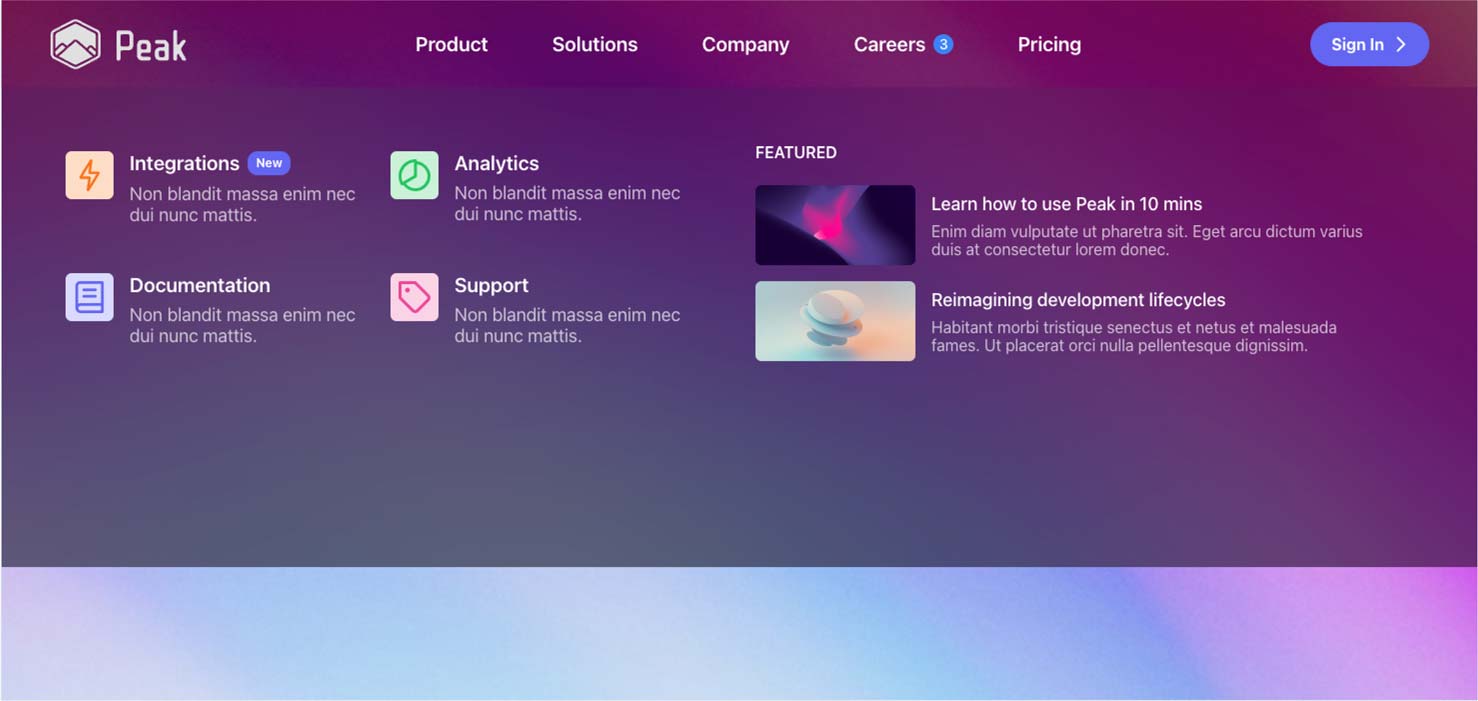 Peak
Product
Solutions
Company
Careers 3
Pricing
Sign In
Integrations New
Non blandit massa enim nec
dui nunc mattis.
Analytics
Non blandit massa enim nec
dui nunc mattis.
Documentation
Non blandit massa enim nec
dui nunc mattis.
Support
Non blandit massa enim nec
dui nunc mattis.
FEATURED
Learn how to use Peak in 10 mins
Enim diam vulputate ut pharetra sit. Eget arcu dictum varius
duis at consectetur lorem donec.
Reimagining development lifecycles
Habitant morbi tristique senectus et netus et malesuada
fames. Ut placerat orci nulla pellentesque dignissim.